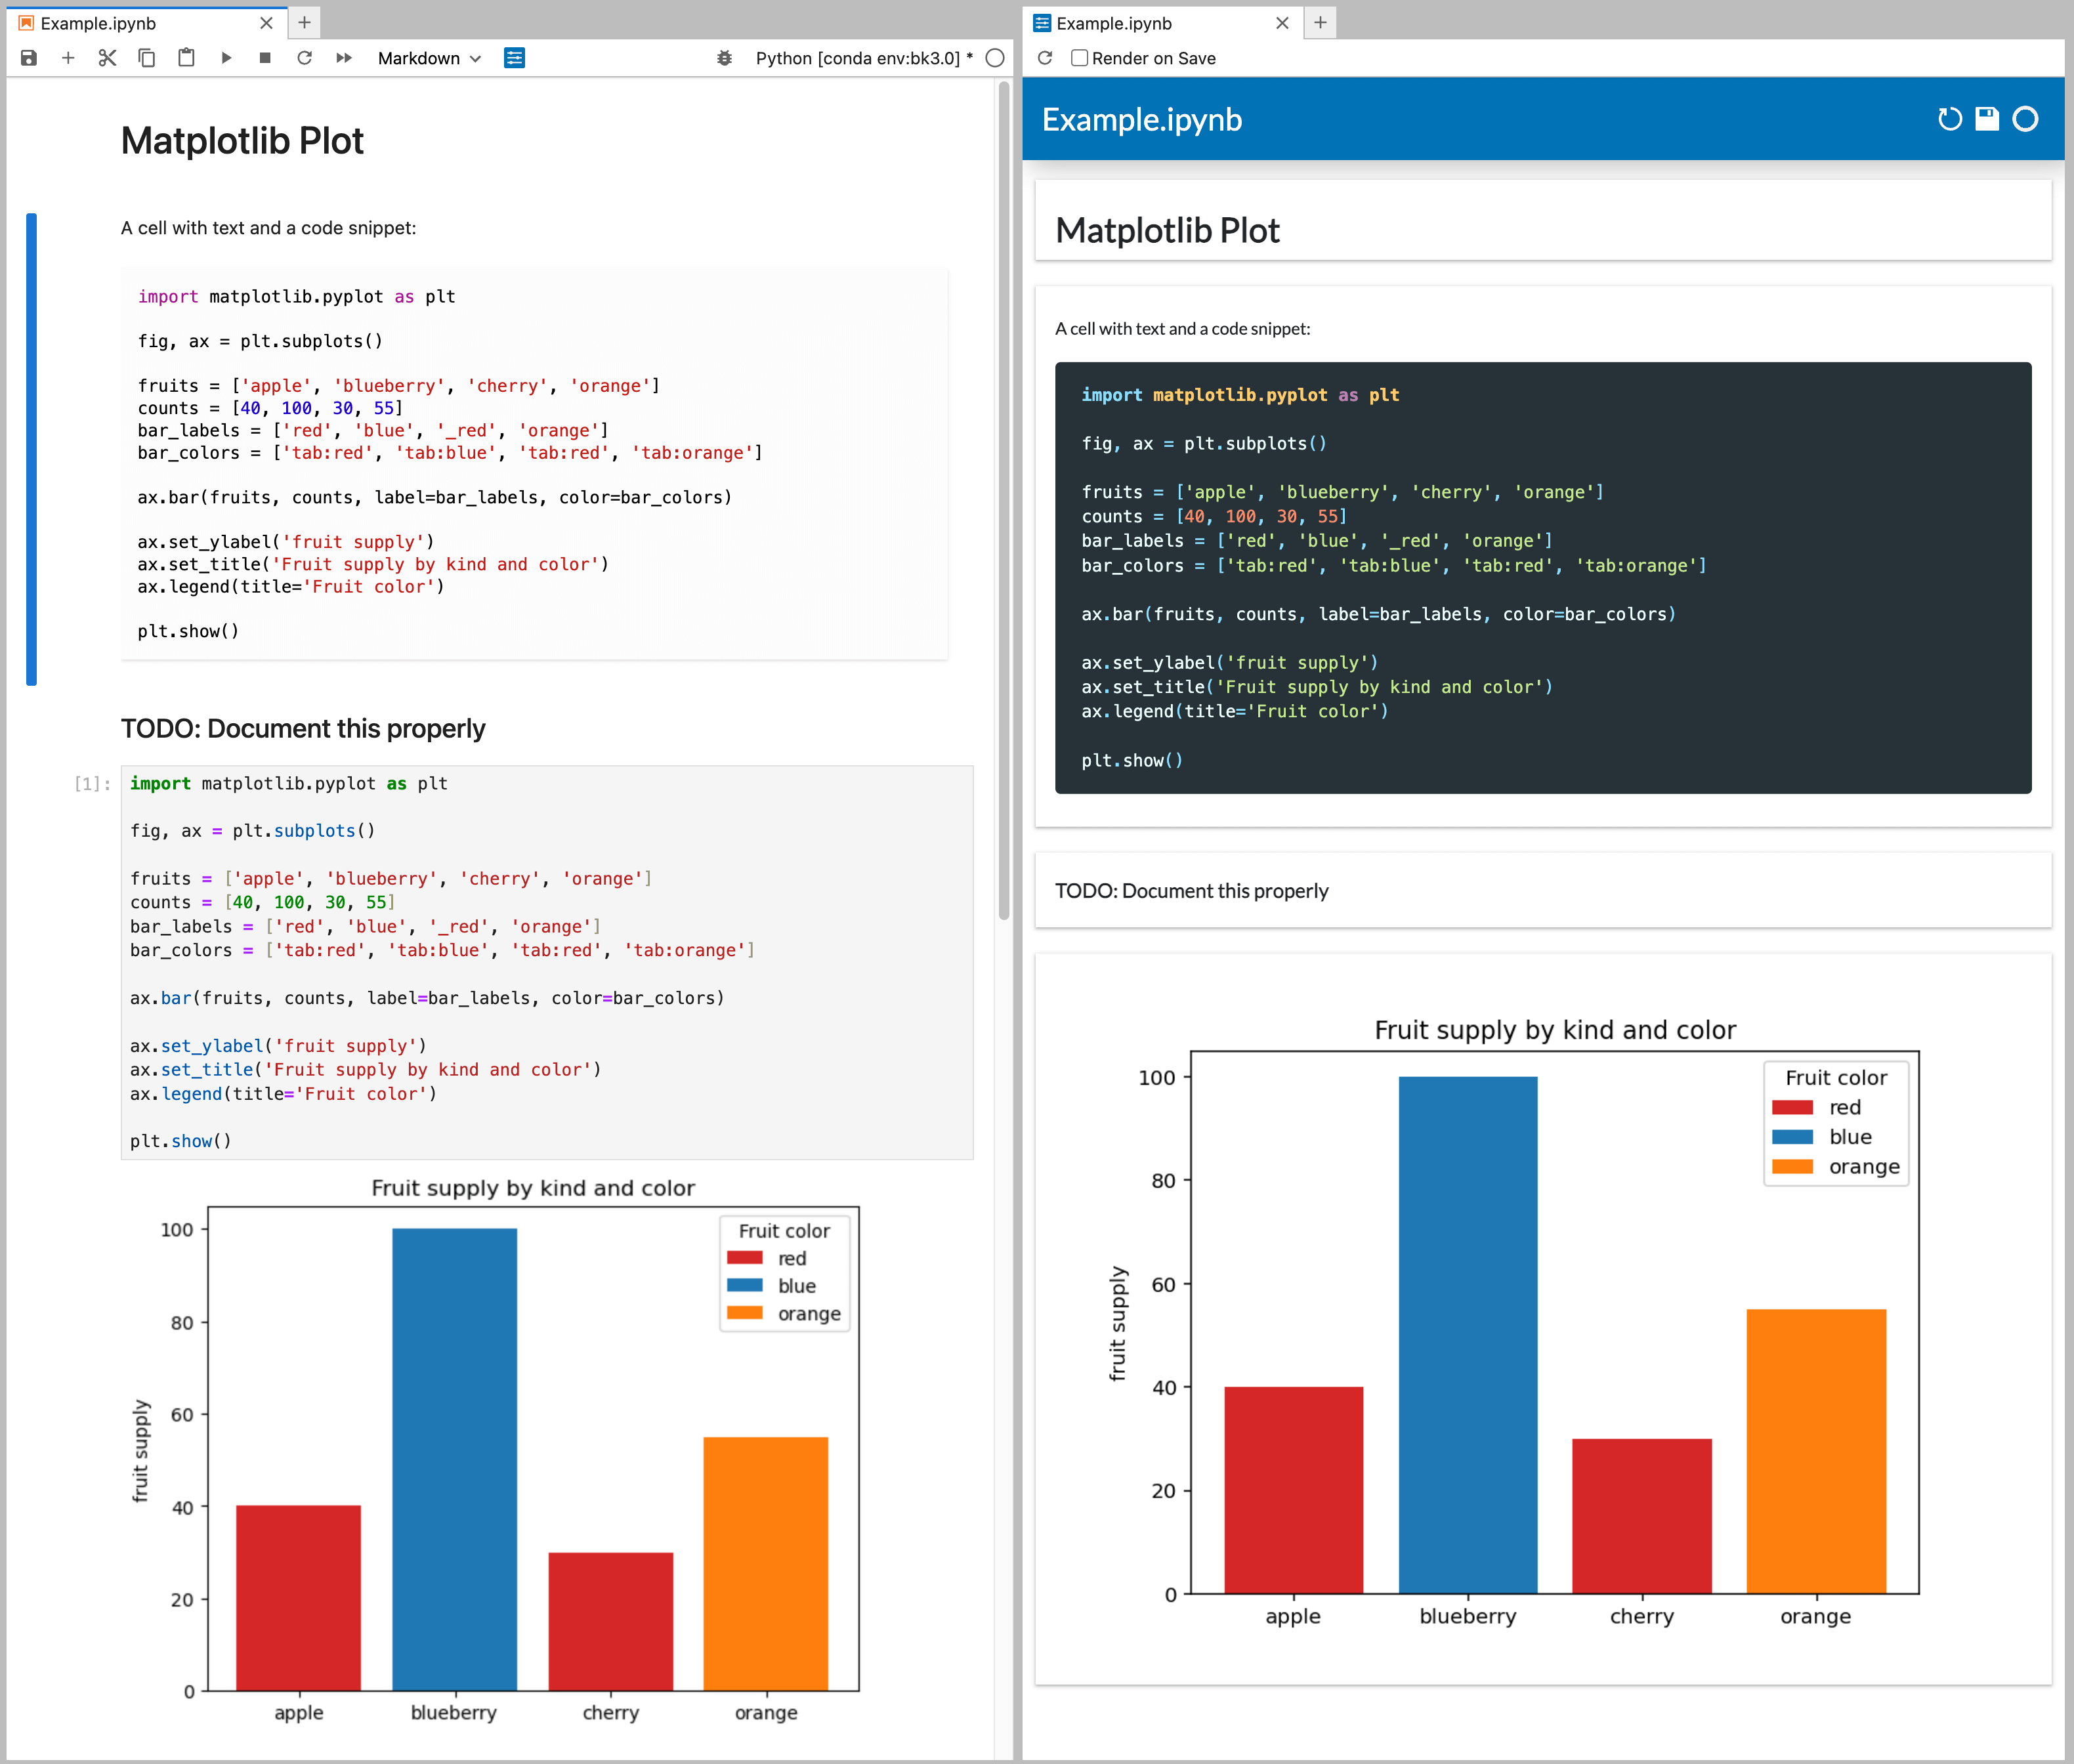 Example.ipynb
Markdown
Python [conda env:bk3.0] *
Matplotlib Plot
A cell with text and a code snippet:
import matplotlib.pyplot as plt
fig, ax = plt.subplots()
fruits = ['apple', 'blueberry', 'cherry', 'orange']
counts = [40, 100, 30, 55]
bar_labels = ['red', 'blue', '_red', 'orange']
bar_colors = ['tab:red', 'tab:blue', 'tab:red', 'tab:orange']
ax.bar(fruits, counts, label=bar_labels, color=bar_colors)
ax.set_ylabel('fruit supply')
ax.set_title('Fruit supply by kind and color')
ax.legend(title='Fruit color')
plt.show()
TODO: Document this properly
[1]:
import matplotlib.pyplot as plt
fig, ax = plt.subplots()
fruits = ['apple', 'blueberry', 'cherry', 'orange']
counts = [40, 100, 30, 55]
bar_labels = ['red', 'blue', '_red', 'orange']
bar_colors = ['tab:red', 'tab:blue', 'tab:red', 'tab:orange']
ax.bar(fruits, counts, label=bar_labels, color=bar_colors)
ax.set_ylabel('fruit supply')
ax.set_title('Fruit supply by kind and color')
ax.legend(title='Fruit color')
plt.show()
Fruit supply by kind and color
Fruit color
red
blue
orange
100
80
60
40
20
0
fruit supply
apple blueberry cherry orange
Example.ipynb
Render on Save
Example.ipynb
Matplotlib Plot
A cell with text and a code snippet:
import matplotlib.pyplot as plt
fig, ax = plt.subplots()
fruits = ['apple', 'blueberry', 'cherry', 'orange']
counts = [40, 100, 30, 55]
bar_labels = ['red', 'blue', '_red', 'orange']
bar_colors = ['tab:red', 'tab:blue', 'tab:red', 'tab:orange']
ax.bar(fruits, counts, label=bar_labels, color=bar_colors)
ax.set_ylabel('fruit supply')
ax.set_title('Fruit supply by kind and color')
ax.legend(title='Fruit color')
plt.show()
TODO: Document this properly
Fruit supply by kind and color
Fruit color
red
blue
orange
100
80
60
40
20
0
fruit supply
apple blueberry cherry orange